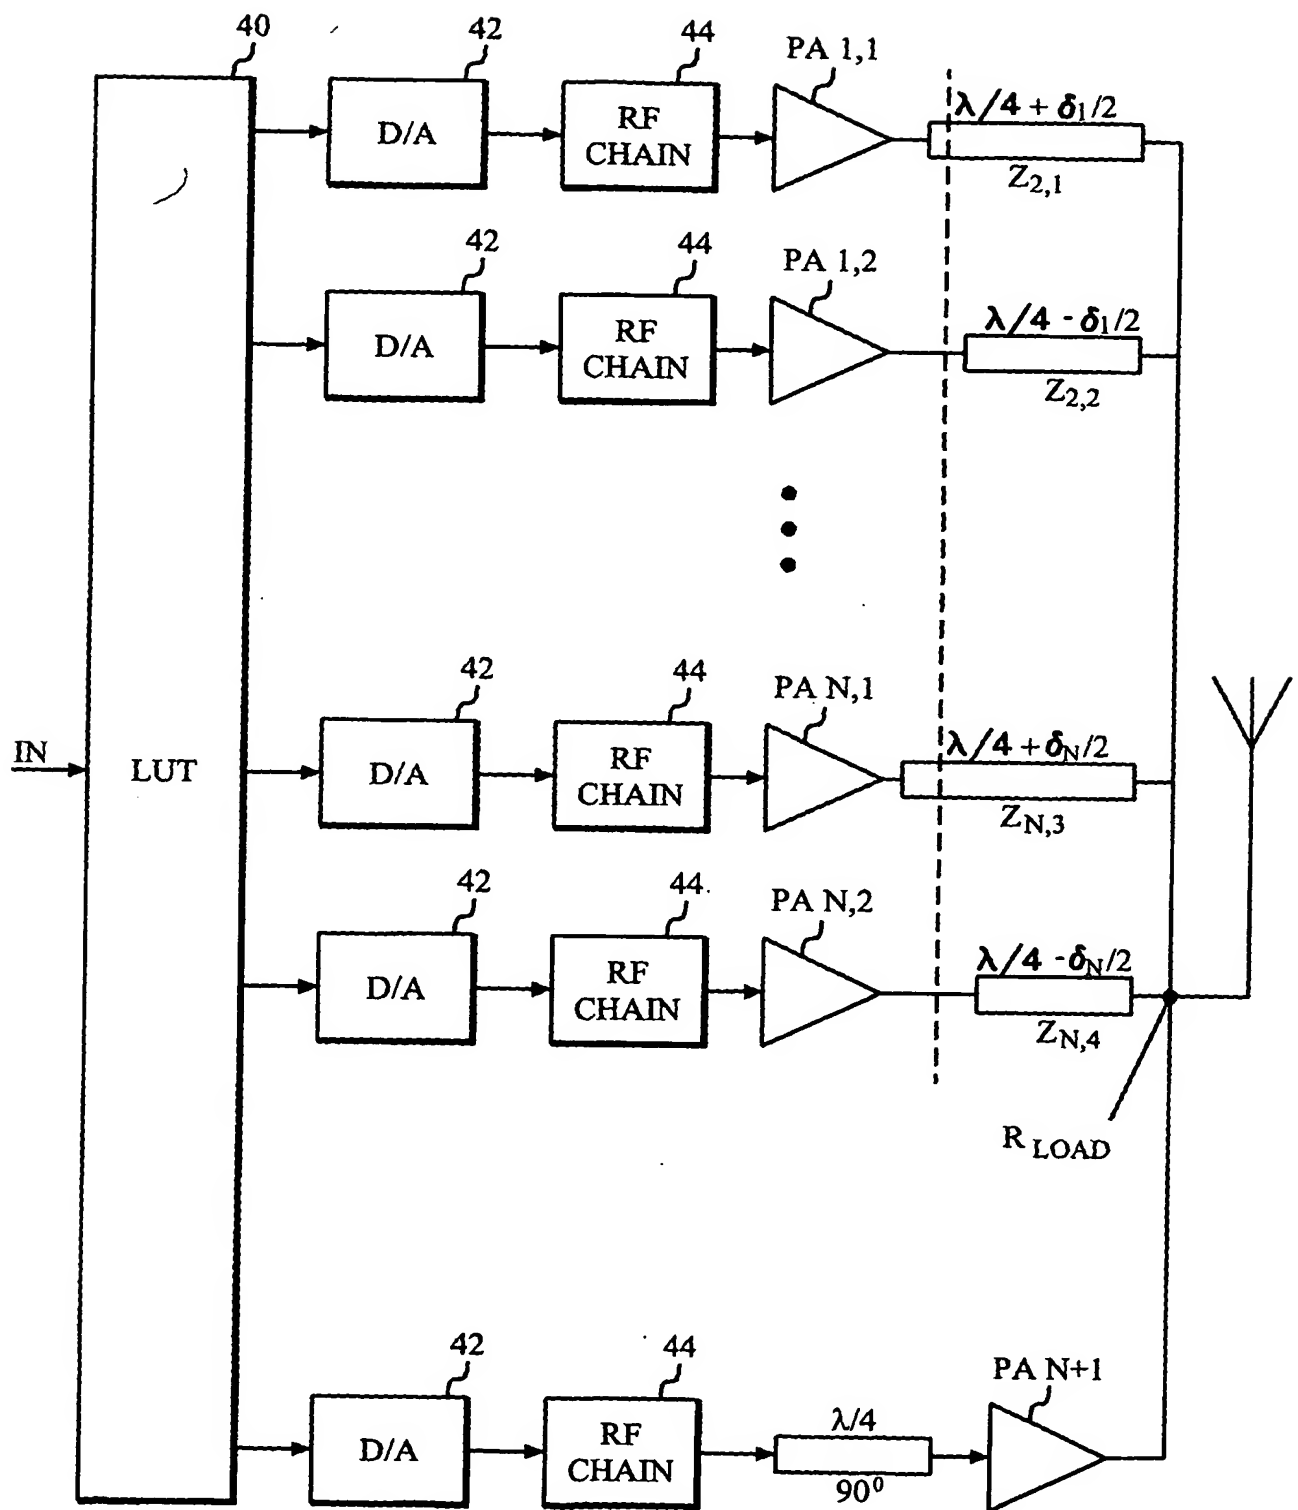 40
42
44
PA 1,1
D/A
RF
CHAIN
λ/4 + δ1/2
Z2,1
42
44
PA 1,2
D/A
RF
CHAIN
λ/4 - δ1/2
Z2,2
42
44
PA N,1
IN
LUT
D/A
RF
CHAIN
λ/4 + δN/2
ZN,3
42
44
PA N,2
D/A
RF
CHAIN
λ/4 - δN/2
ZN,4
R LOAD
42
44
PA N+1
D/A
RF
CHAIN
λ/4
90⁰